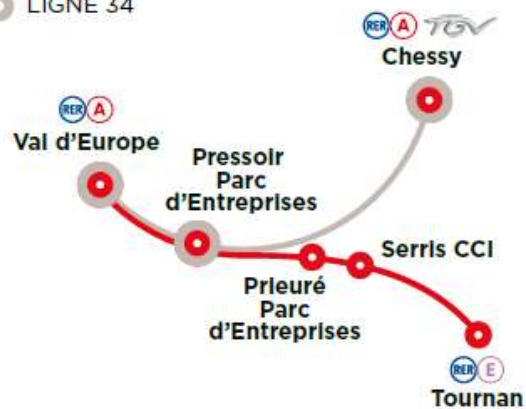 LIGNE 34
RER A TGV
Chessy
RER A
Val d'Europe
Pressoir
Parc
d'Entreprises
Serris CCI
Prieuré
Parc
d'Entreprises
RER E
Tournan